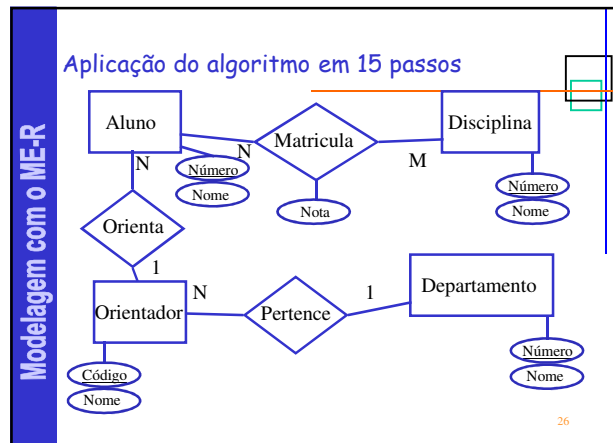 Aplicação do algoritmo em 15 passos
Modelagem com o ME-R
Aluno
Matricula
Disciplina
N
N
M
Número
Nome
Nota
Número
Nome
Orienta
1
Orientador
N
Pertence
1
Departamento
Código
Nome
Número
Nome
26